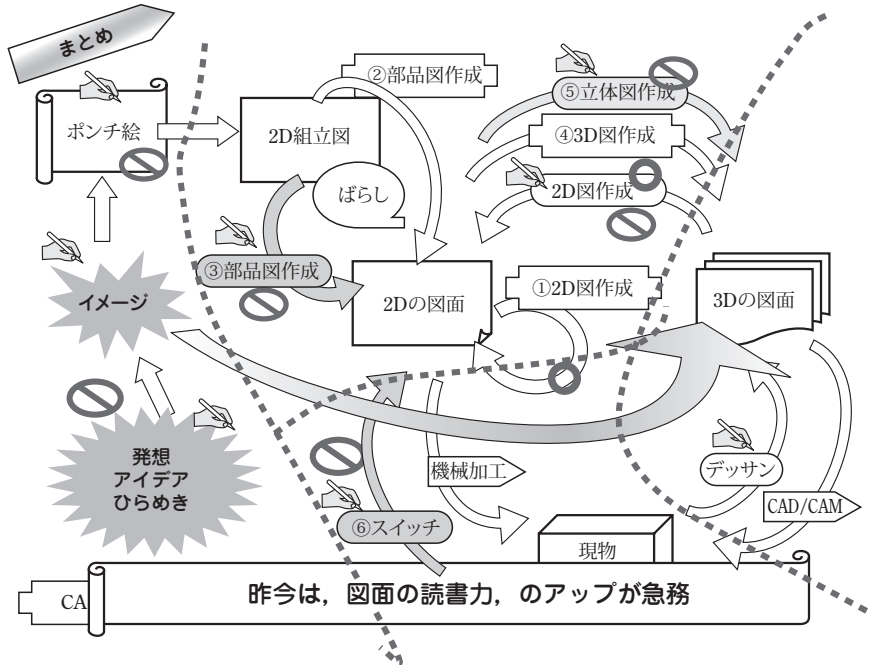 まとめ
ポンチ絵
2D組立図
②部品図作成
⑤立体図作成
④3D図作成
2D図作成
ばらし
③部品図作成
イメージ
2Dの図面
①2D図作成
3Dの図面
発想
アイデア
ひらめき
機械加工
デッサン
CAD/CAM
⑥スイッチ
現物
CA
昨今は，図面の読書力，のアップが急務